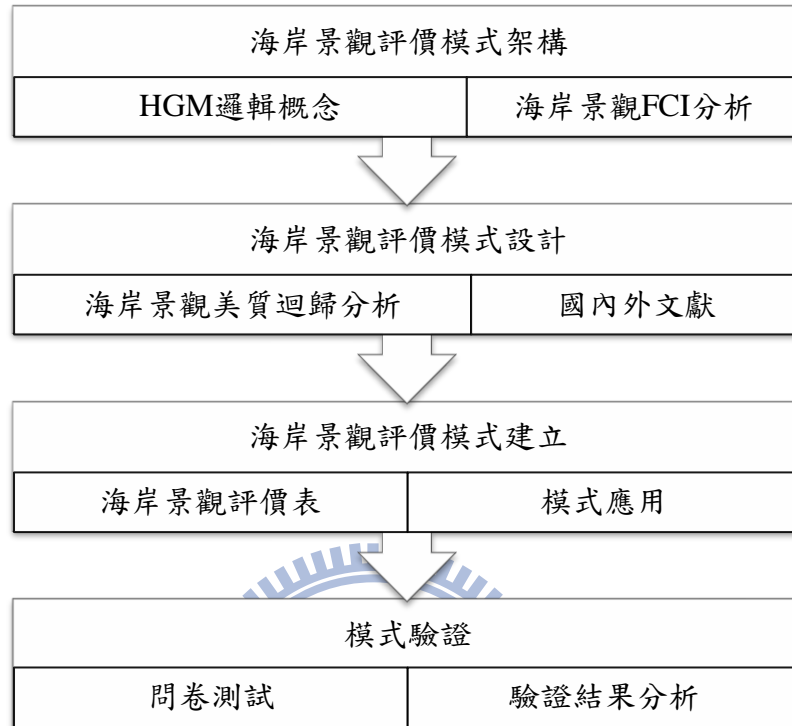 海岸景觀評價模式架構
HGM邏輯概念 海岸景觀FCI分析
海岸景觀評價模式設計
海岸景觀美質迴歸分析 國內外文獻
海岸景觀評價模式建立
海岸景觀評價表 模式應用
模式驗證
問卷測試 驗證結果分析